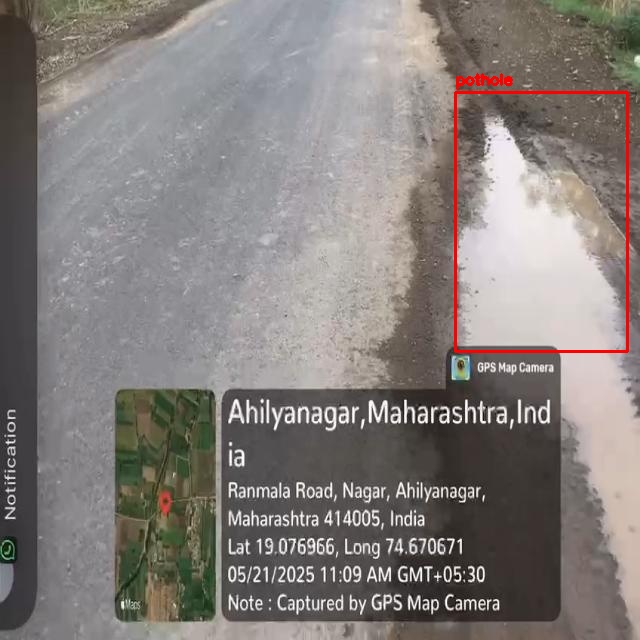 pothole
GPS Map Camera
Ahilyanagar,Maharashtra,Ind
ia
Ranmala Road, Nagar, Ahilyanagar,
Maharashtra 414005, India
Lat 19.076966, Long 74.670671
05/21/2025 11:09 AM GMT+05:30
Note : Captured by GPS Map Camera
Maps
Notification